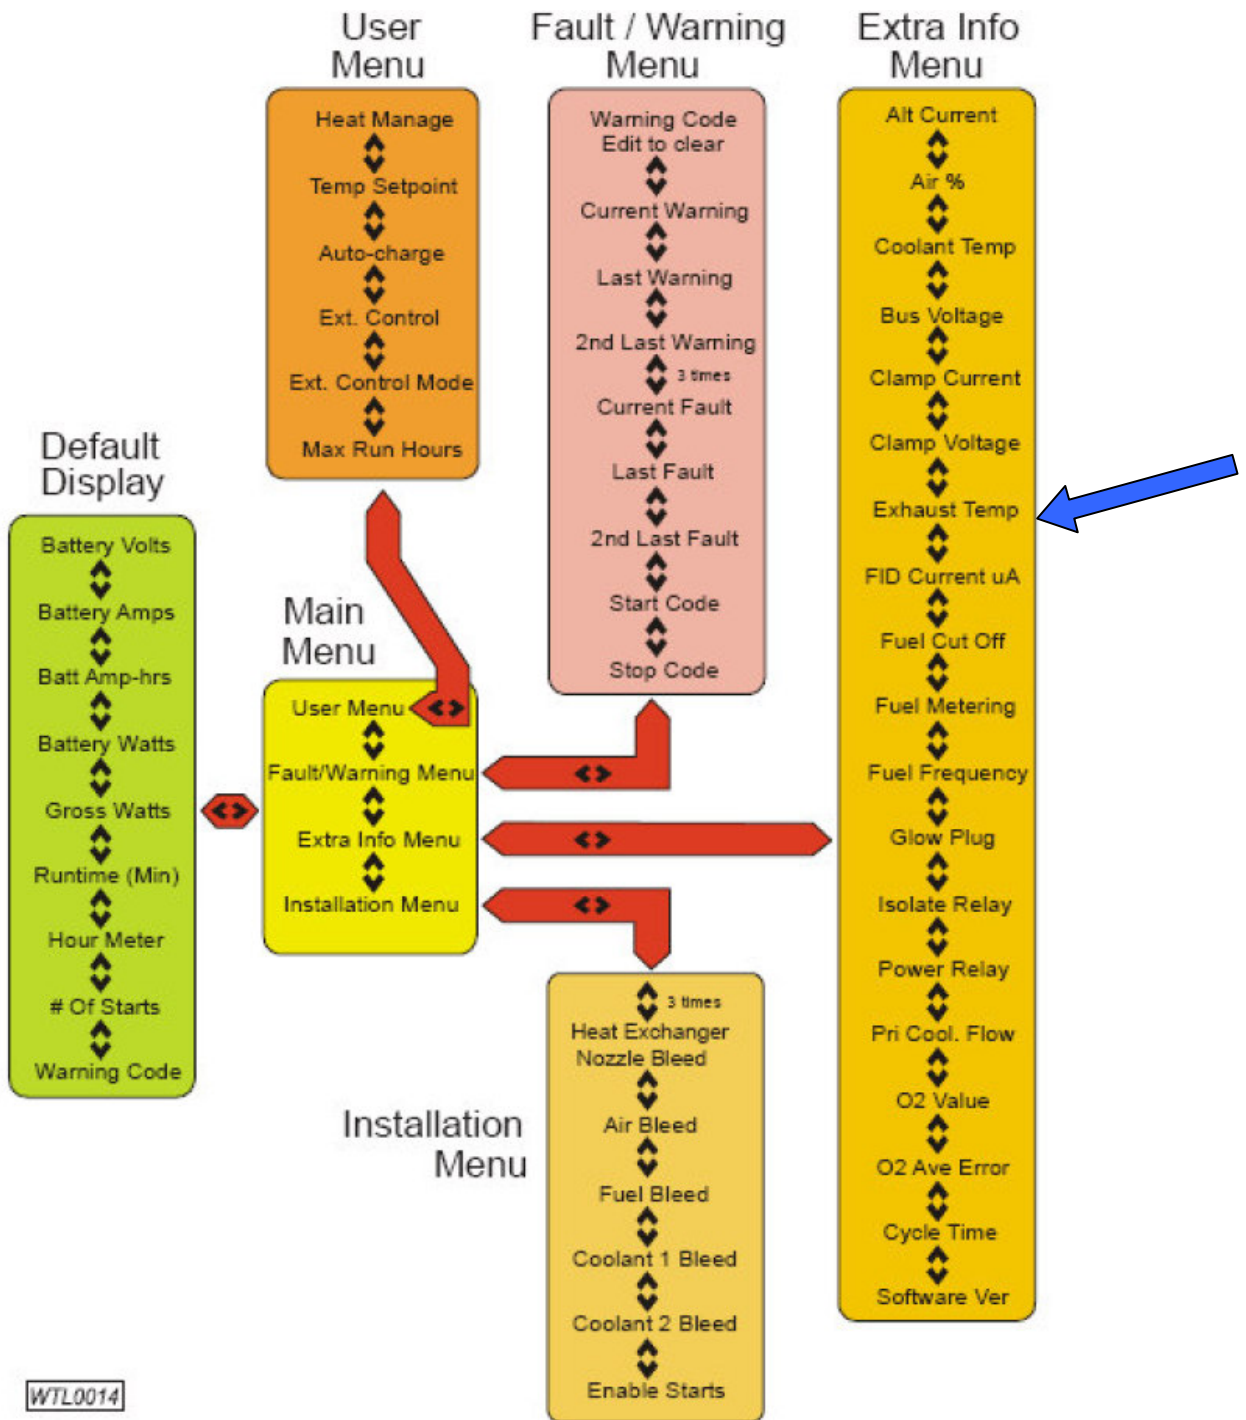 User
Menu
Heat Manage
Temp Setpoint
Auto-charge
Ext. Control
Ext. Control Mode
Max Run Hours
Fault / Warning
Menu
Warning Code
Edit to clear
Current Warning
Last Warning
2nd Last Warning
3 times
Current Fault
Last Fault
2nd Last Fault
Start Code
Stop Code
Extra Info
Menu
Alt Current
Air %
Coolant Temp
Bus Voltage
Clamp Current
Clamp Voltage
Exhaust Temp
FID Current uA
Fuel Cut Off
Fuel Metering
Fuel Frequency
Glow Plug
Isolate Relay
Power Relay
Pri Cool. Flow
O2 Value
O2 Ave Error
Cycle Time
Software Ver
Default
Display
Battery Volts
Battery Amps
Batt Amp-hrs
Battery Watts
Gross Watts
Runtime (Min)
Hour Meter
# Of Starts
Warning Code
Main
Menu
User Menu
Fault/Warning Menu
Extra Info Menu
Installation Menu
Installation
Menu
3 times
Heat Exchanger
Nozzle Bleed
Air Bleed
Fuel Bleed
Coolant 1 Bleed
Coolant 2 Bleed
Enable Starts
WTL0014